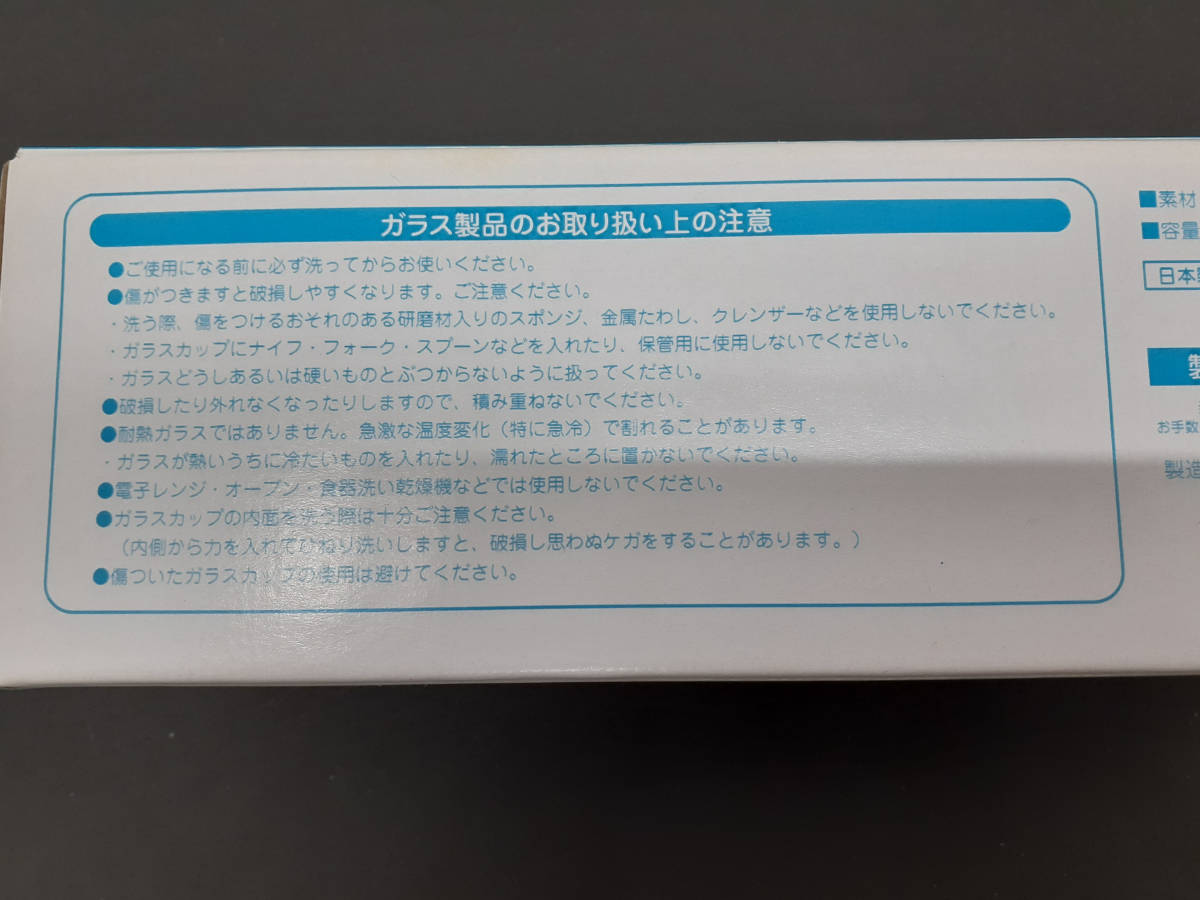 ガラス製品のお取り扱い上の注意
●ご使用になる前に必ず洗ってからお使いください。
●傷がつきますと破損しやすくなります。ご注意ください。
・洗う際、傷をつけるおそれのある研磨材入りのスポンジ、金属たわし、クレンザーなどを使用しないでください。
・ガラスカップにナイフ・フォーク・スプーンなどを入れたり、保管用に使用しないでください。
・ガラスどうしあるいは硬いものとぶつからないように扱ってください。
●破損したり外れなくなったりしますので、積み重ねないでください。
●耐熱ガラスではありません。急激な温度変化（特に急冷）で割れることがあります。
・ガラスが熱いうちに冷たいものを入れたり、濡れたところに置かないでください。
●電子レンジ・オーブン・食器洗い乾燥機などでは使用しないでください。
●ガラスカップの内面を洗う際は十分ご注意ください。
（内側から力を入れてひねり洗いしますと、破損し思わぬケガをすることがあります。）
●傷ついたガラスカップの使用は避けてください。
■素材
■容量
日本製
製
お手数
製造